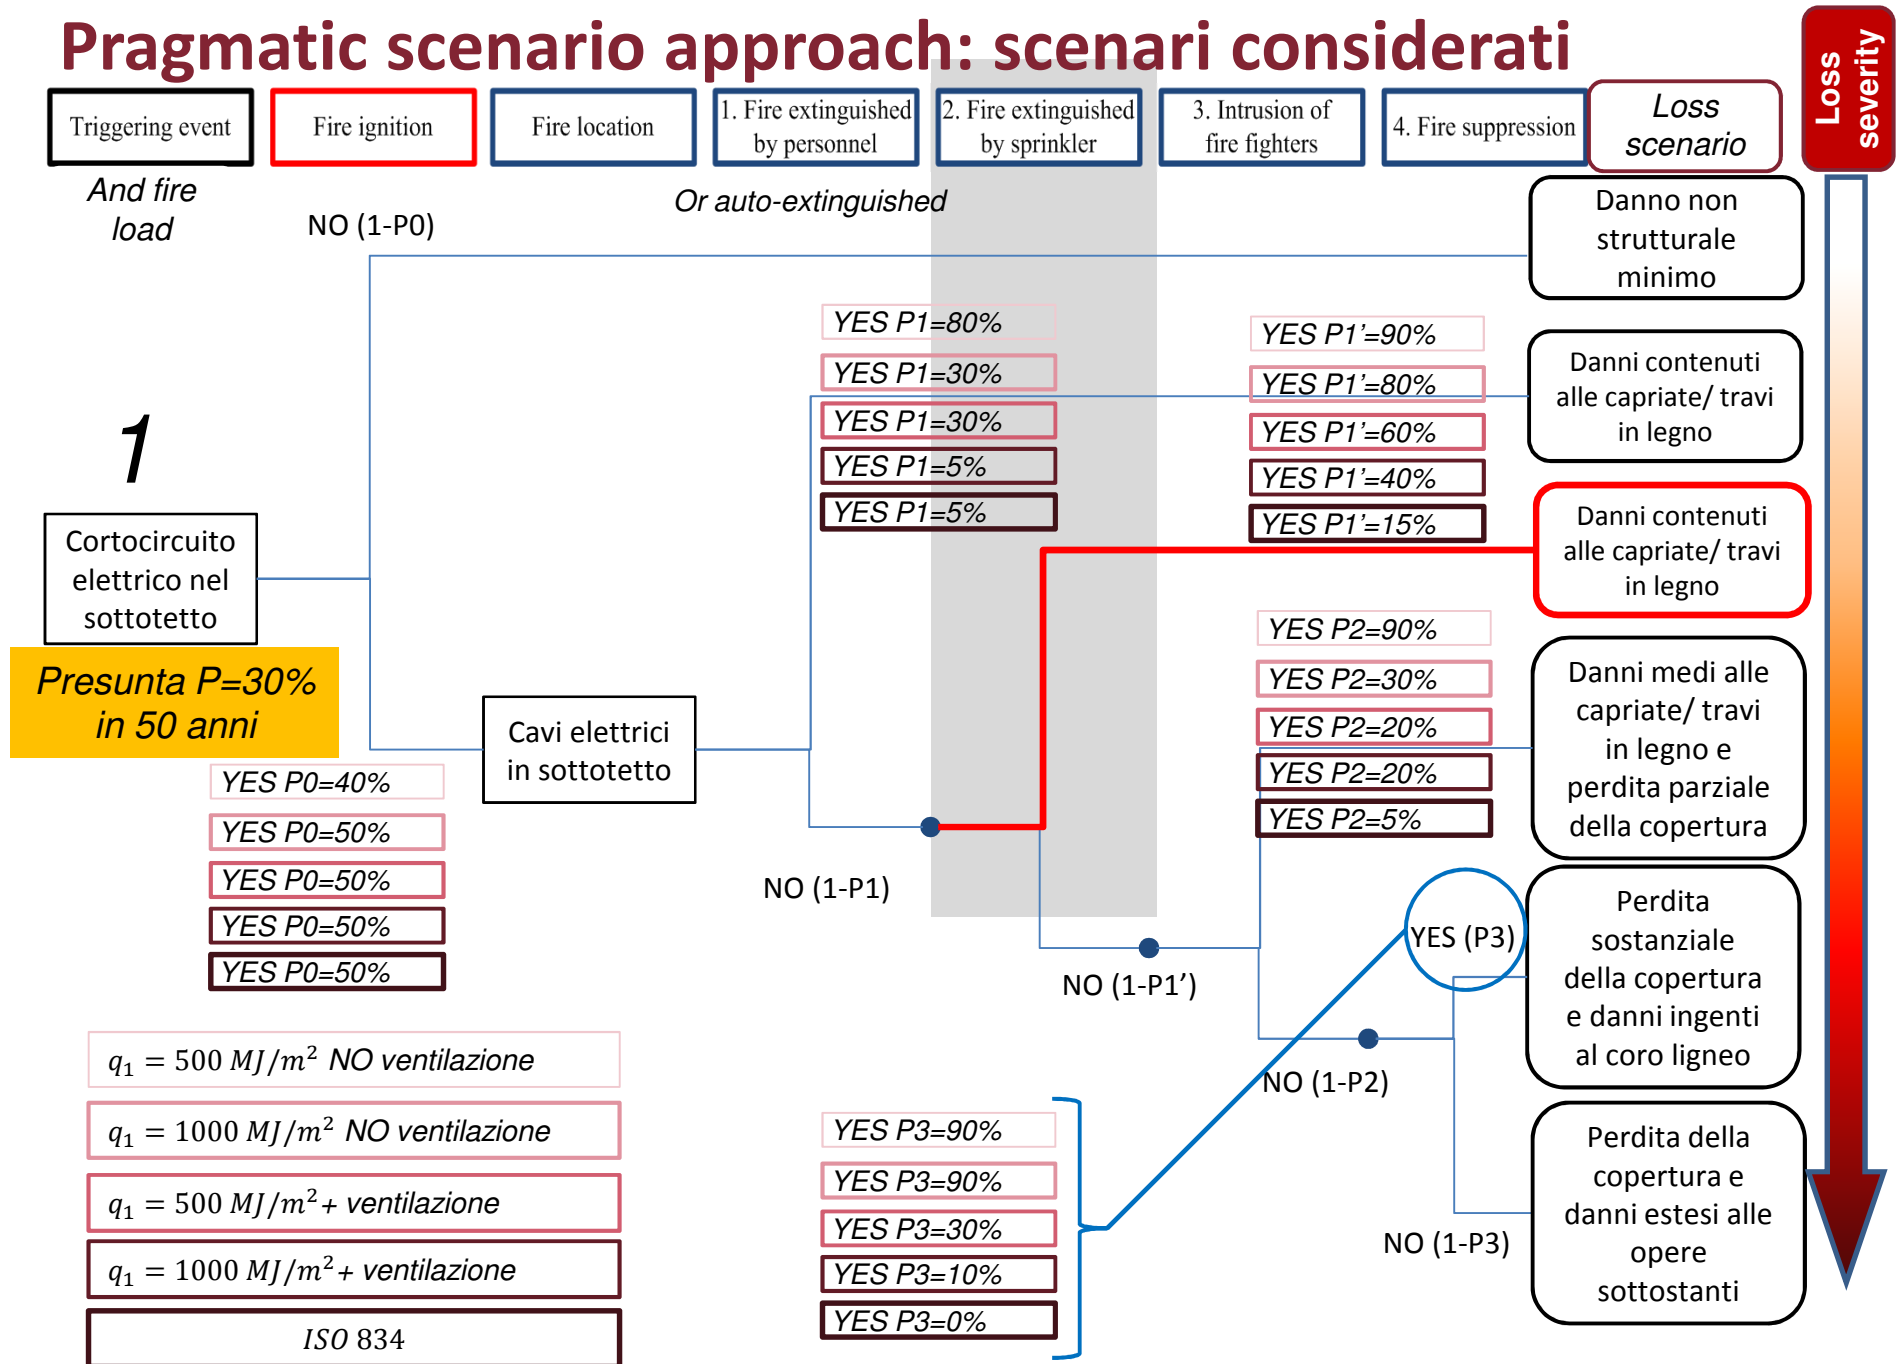 Pragmatic scenario approach: scenari considerati
Loss
severity
Triggering event
Fire ignition
Fire location
1. Fire extinguished
by personnel
2. Fire extinguished
by sprinkler
3. Intrusion of
fire fighters
4. Fire suppression
Loss
scenario
And fire
load
NO (1-P0)
Or auto-extinguished
Danno non
strutturale
minimo
YES P1=80%
YES P1=30%
YES P1=30%
YES P1=5%
YES P1=5%
YES P1’=90%
YES P1’=80%
YES P1’=60%
YES P1’=40%
YES P1’=15%
Danni contenuti
alle capriate/ travi
in legno
1
Cortocircuito
elettrico nel
sottotetto
Presunta P=30%
in 50 anni
Danni contenuti
alle capriate/ travi
in legno
Cavi elettrici
in sottotetto
YES P2=90%
YES P2=30%
YES P2=20%
YES P2=20%
YES P2=5%
Danni medi alle
capriate/ travi
in legno e
perdita parziale
della copertura
YES P0=40%
YES P0=50%
YES P0=50%
YES P0=50%
YES P0=50%
NO (1-P1)
NO (1-P1’)
YES (P3)
Perdita
sostanziale
della copertura
e danni ingenti
al coro ligneo
NO (1-P2)
q₁ = 500 MJ/m² NO ventilazione
q₁ = 1000 MJ/m² NO ventilazione
q₁ = 500 MJ/m² + ventilazione
q₁ = 1000 MJ/m² + ventilazione
ISO 834
YES P3=90%
YES P3=90%
YES P3=30%
YES P3=10%
YES P3=0%
NO (1-P3)
Perdita della
copertura e
danni estesi alle
opere
sottostanti